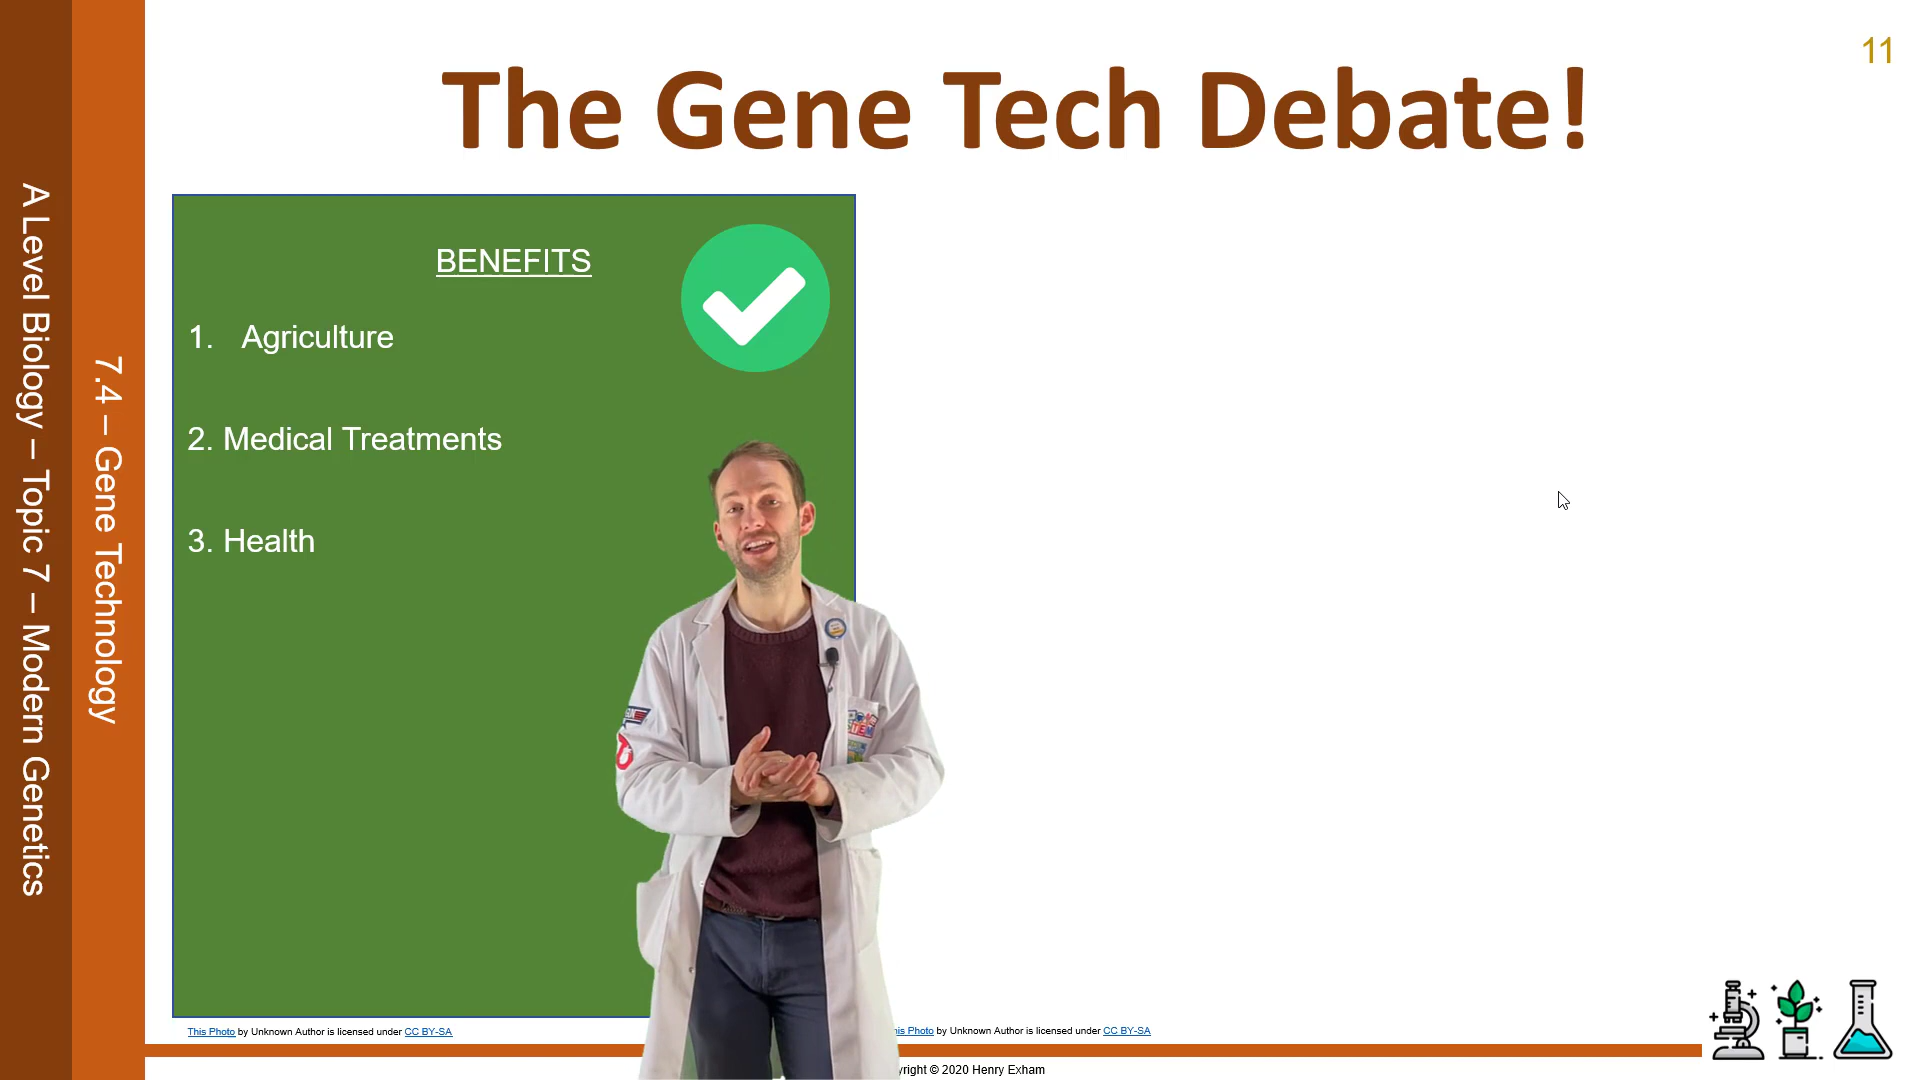 11
The Gene Tech Debate!
A Level Biology – Topic 7 – Modern Genetics
7.4 – Gene Technology
BENEFITS
1. Agriculture
2. Medical Treatments
3. Health
This Photo by Unknown Author is licensed under CC BY-SA
his Photo by Unknown Author is licensed under CC BY-SA
yright © 2020 Henry Exham